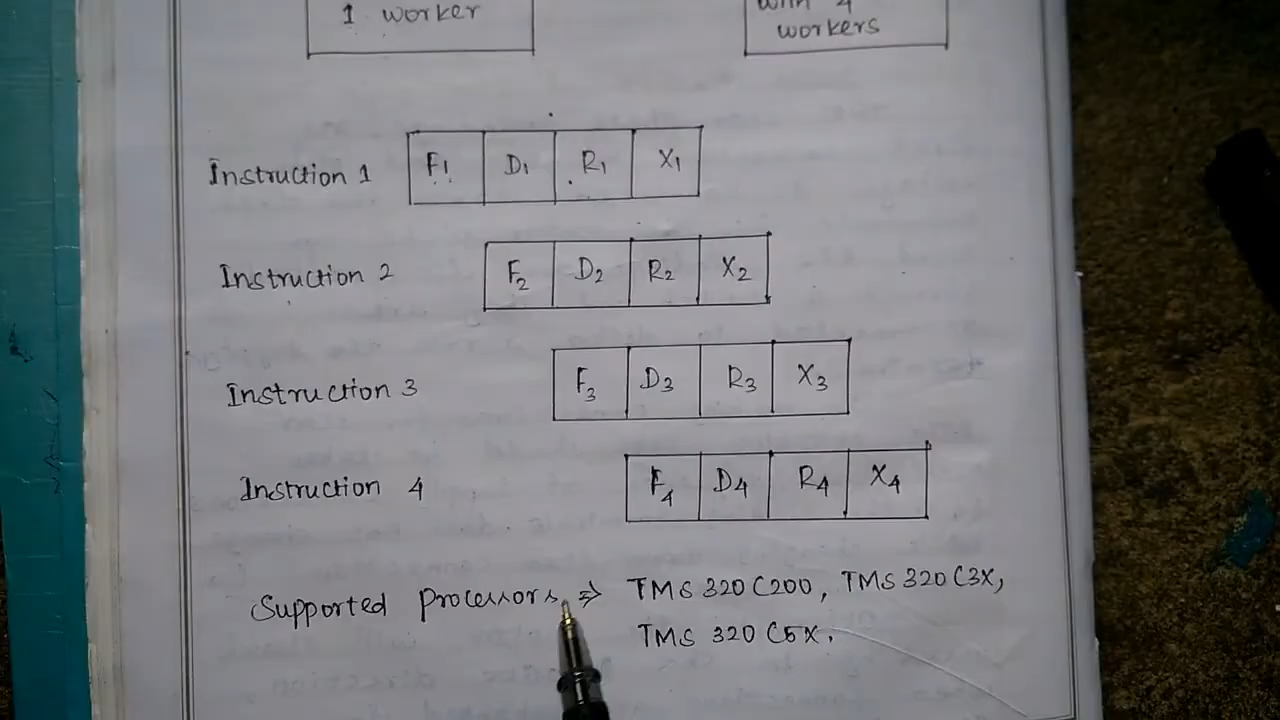 1 worker
with 4
workers
Instruction 1 F1 D1 R1 X1
Instruction 2 F2 D2 R2 X2
Instruction 3 F3 D3 R3 X3
Instruction 4 F4 D4 R4 X4
Supported Processors ⇒ TMS 320 C200, TMS 320 C3X,
TMS 320 C5X.